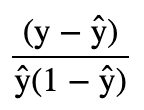 (y − ŷ)
ŷ(1 − ŷ)